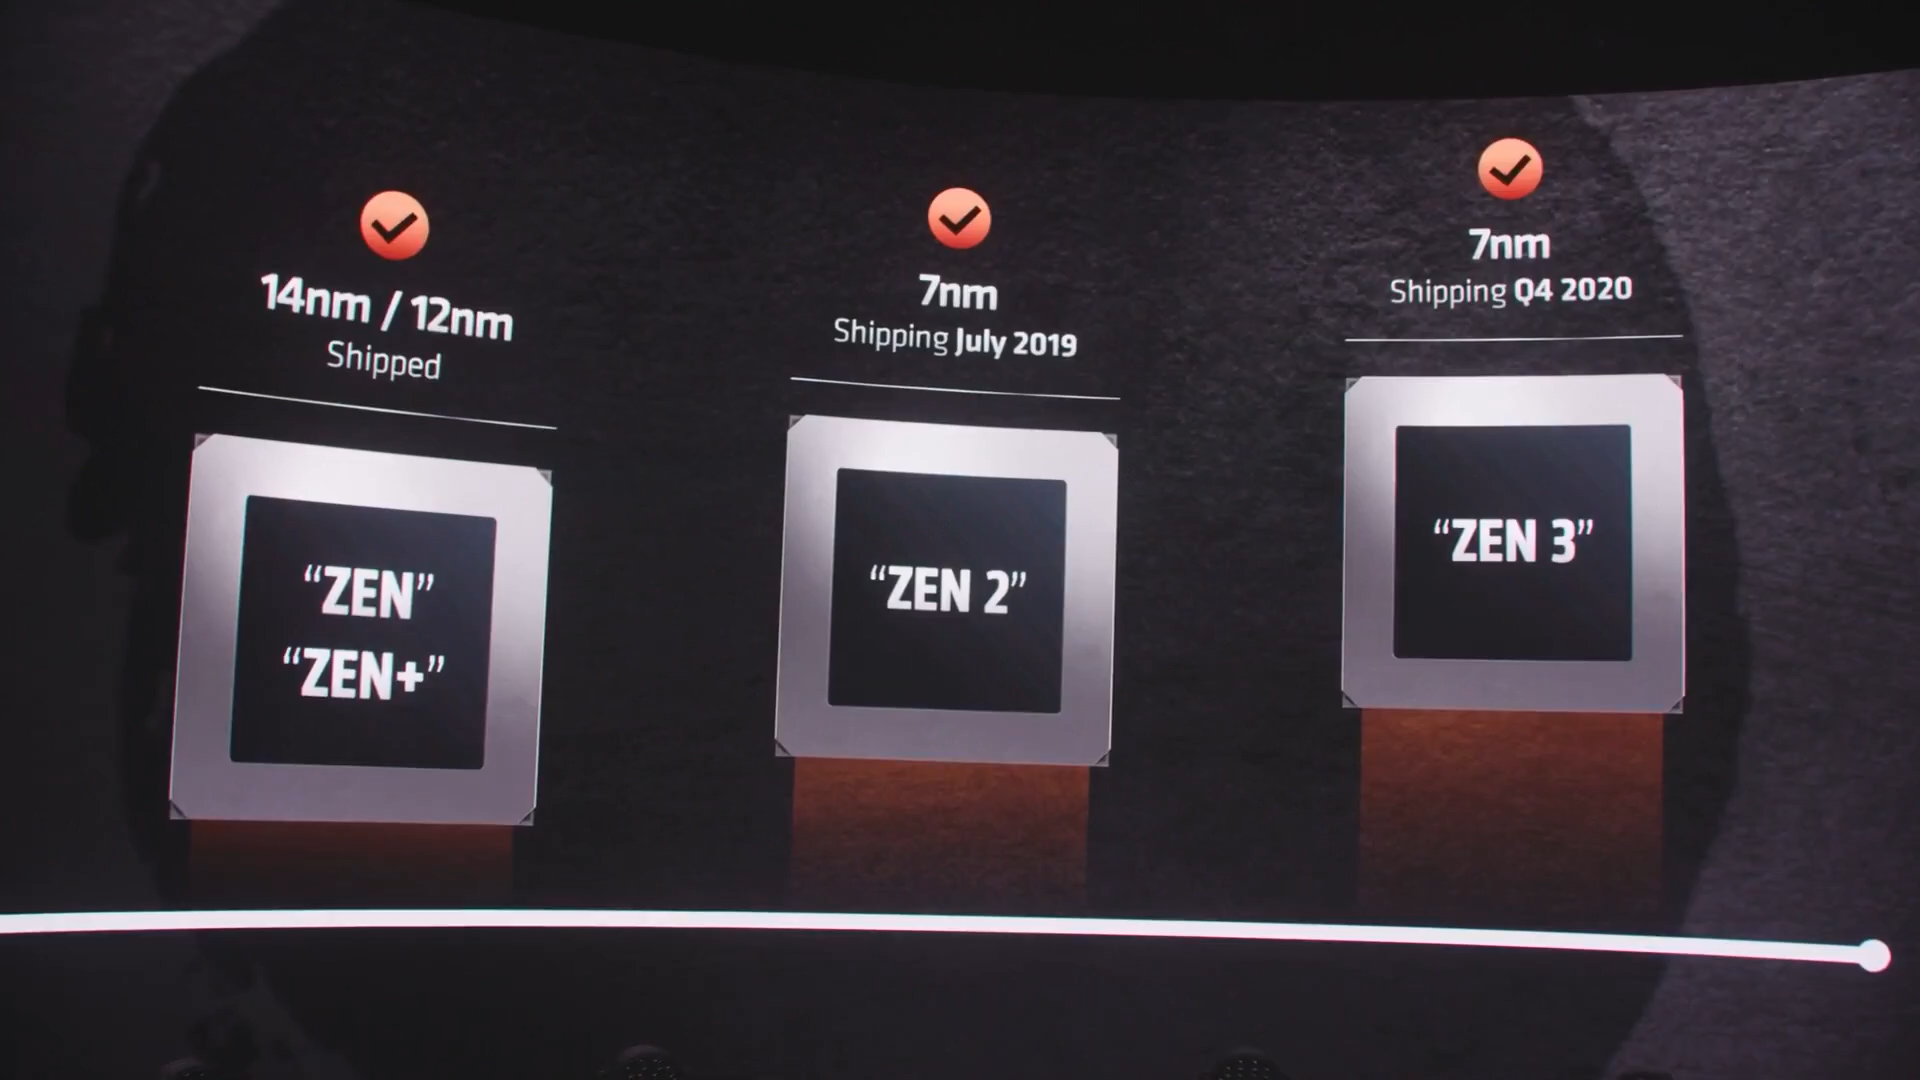 14nm / 12nm
Shipped
“ZEN”
“ZEN+”
7nm
Shipping July 2019
“ZEN 2”
7nm
Shipping Q4 2020
“ZEN 3”